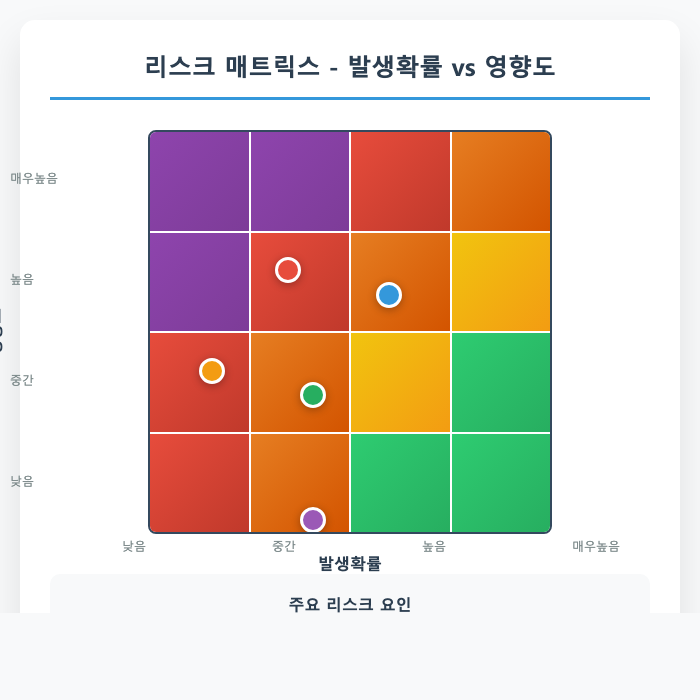 리스크 매트릭스 - 발생확률 vs 영향도
매우높음
높음
중간
낮음
낮음
중간
높음
매우높음
발생확률
주요 리스크 요인